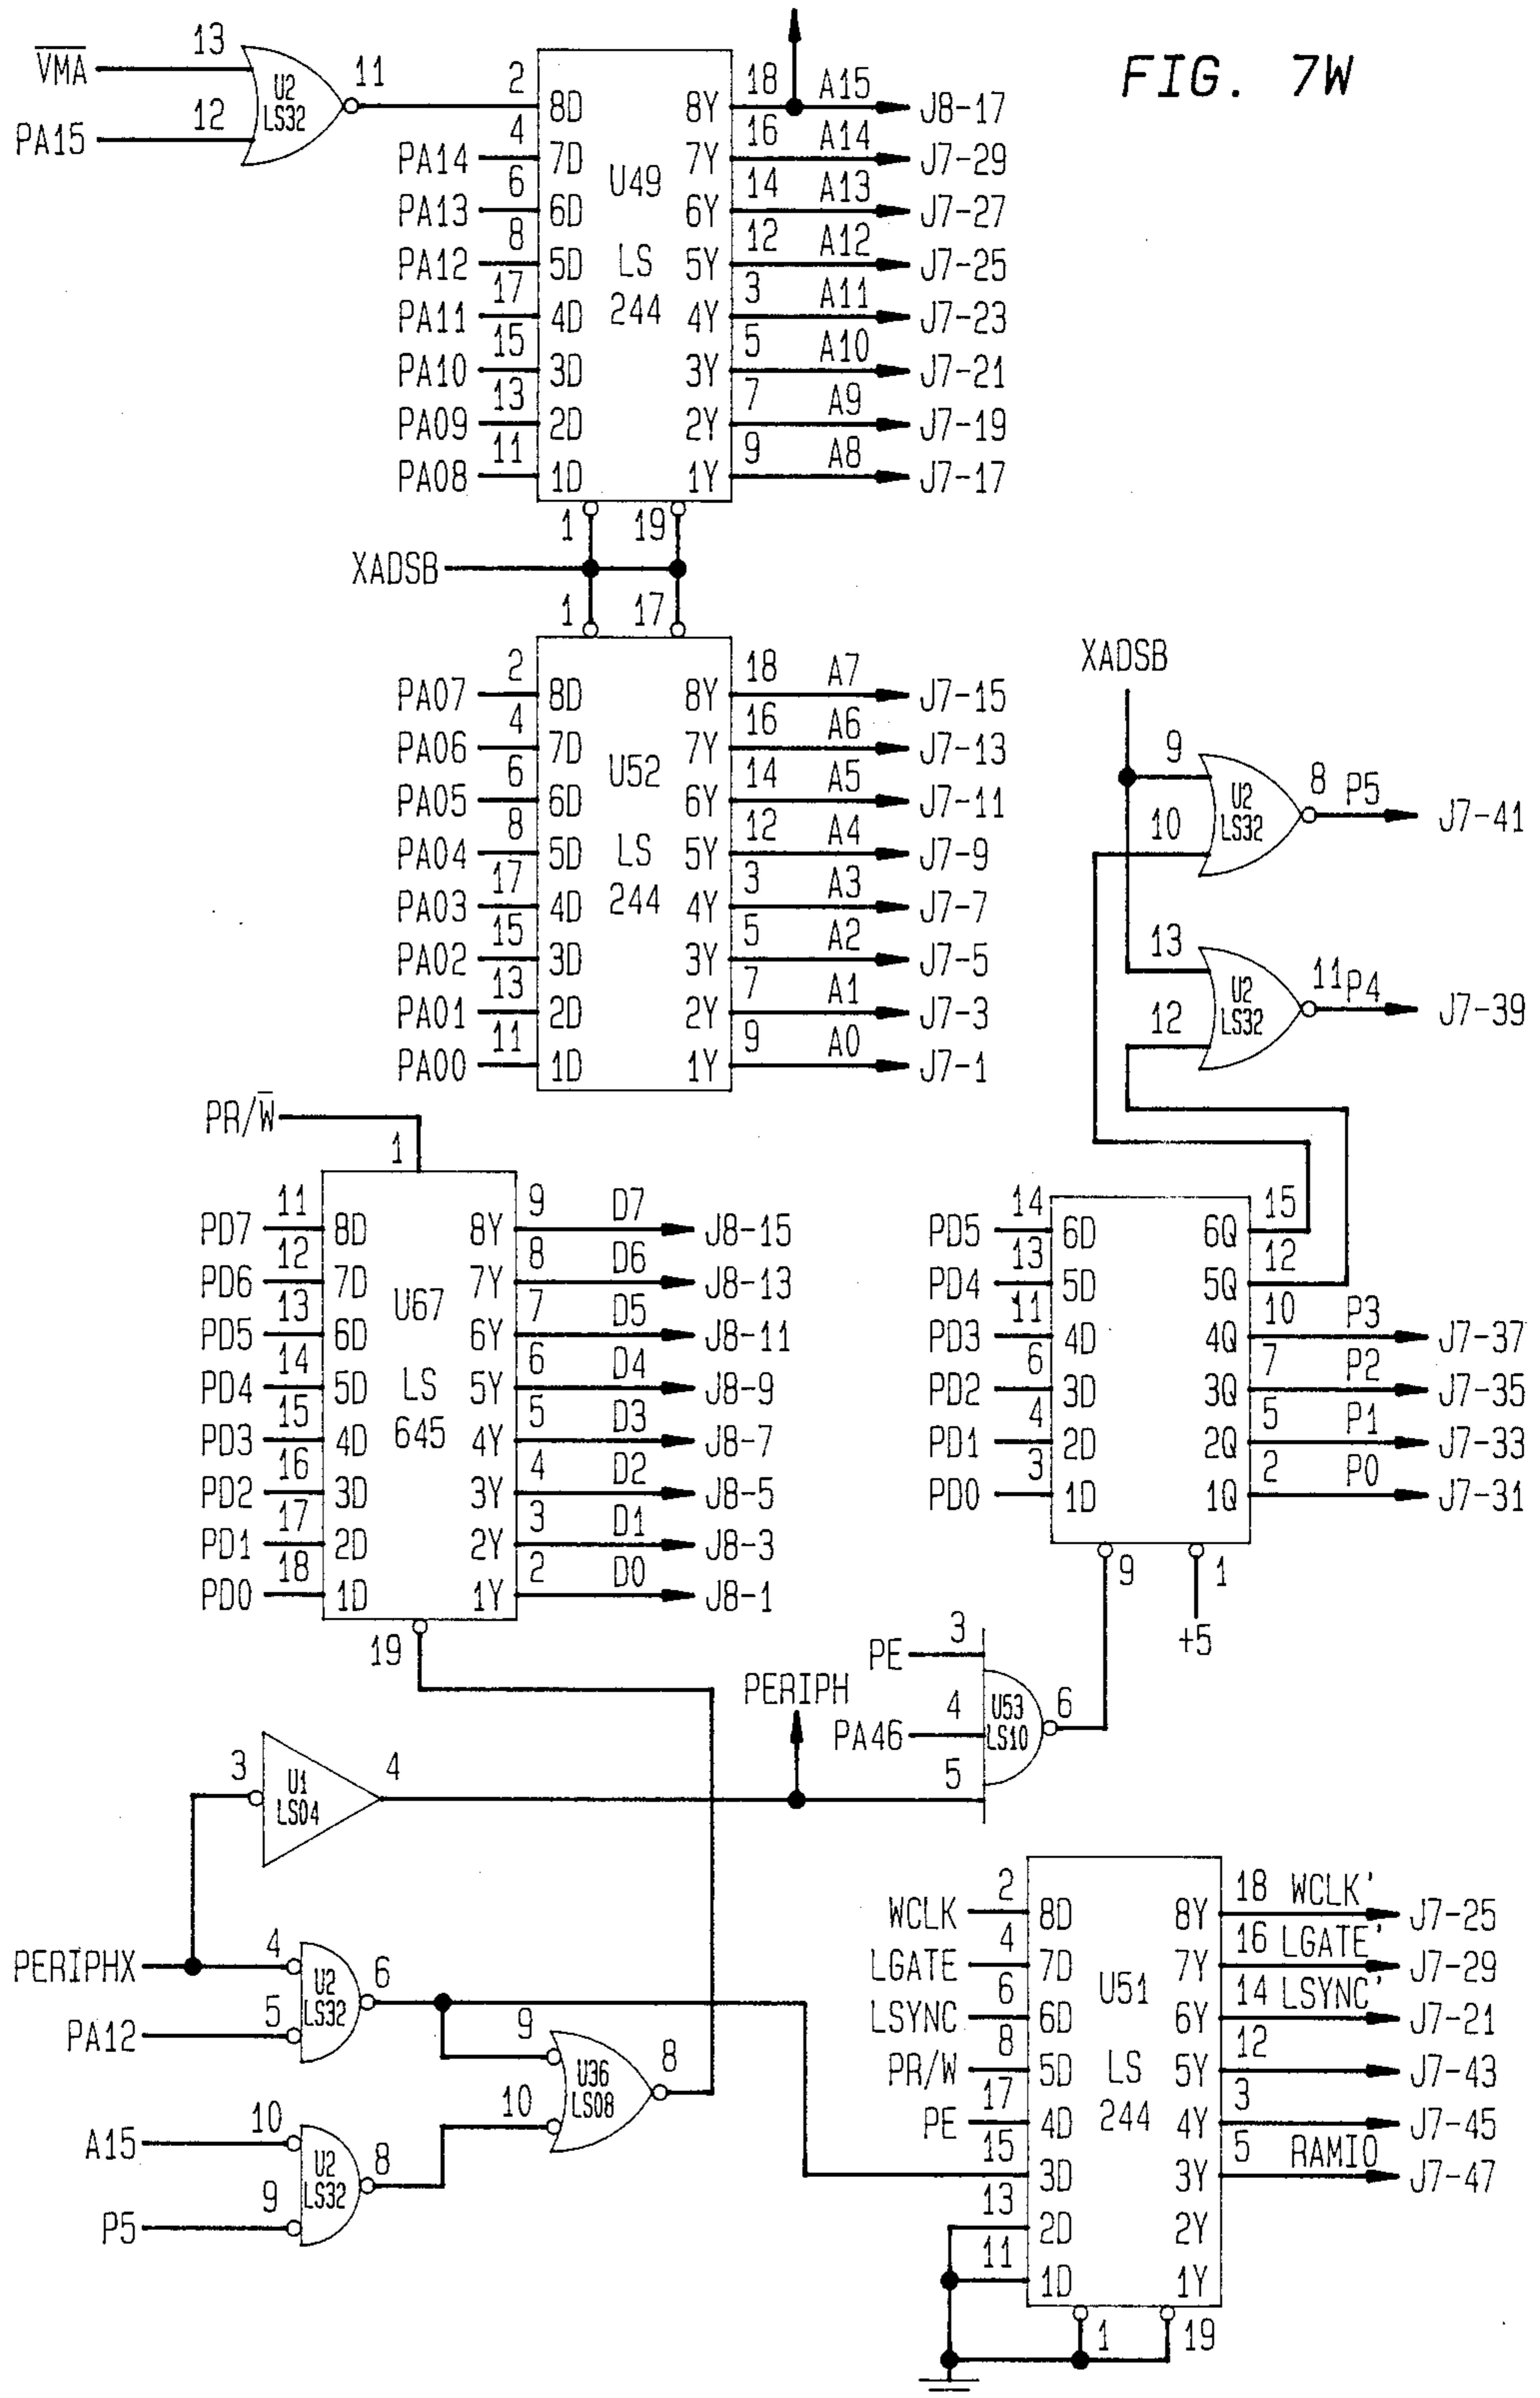 FIG. 7W
VMA 13
PA15 12
U2
LS32
11
2 8D 8Y 18 A15 J8-17
PA14 4 7D 7Y 16 A14 J7-29
PA13 6 6D 6Y 14 A13 J7-27
PA12 8 5D 5Y 12 A12 J7-25
PA11 17 4D 4Y 3 A11 J7-23
PA10 15 3D 3Y 5 A10 J7-21
PA09 13 2D 2Y 7 A9 J7-19
PA08 11 1D 1Y 9 A8 J7-17
U49
LS
244
1 19
XADSB
1 17
PA07 2 8D 8Y 18 A7 J7-15
PA06 4 7D 7Y 16 A6 J7-13
PA05 6 6D 6Y 14 A5 J7-11
PA04 8 5D 5Y 12 A4 J7-9
PA03 17 4D 4Y 3 A3 J7-7
PA02 15 3D 3Y 5 A2 J7-5
PA01 13 2D 2Y 7 A1 J7-3
PA00 11 1D 1Y 9 A0 J7-1
U52
LS
244
XADSB
9
10
U2
LS32
8 P5 J7-41
13
12
U2
LS32
11 P4 J7-39
PR/W̅
1
PD7 11 8D 8Y 9 D7 J8-15
PD6 12 7D 7Y 8 D6 J8-13
PD5 13 6D 6Y 7 D5 J8-11
PD4 14 5D 5Y 6 D4 J8-9
PD3 15 4D 4Y 5 D3 J8-7
PD2 16 3D 3Y 4 D2 J8-5
PD1 17 2D 2Y 3 D1 J8-3
PD0 18 1D 1Y 2 D0 J8-1
U67
LS
645
19
PD5 14 6D 6Q 15
PD4 13 5D 5Q 12
PD3 11 4D 4Q 10 P3 J7-37
PD2 6 3D 3Q 7 P2 J7-35
PD1 4 2D 2Q 5 P1 J7-33
PD0 3 1D 1Q 2 P0 J7-31
9 1
+5
PE 3
PA46 4
5
U53
LS10
6
PERIPH
3
U1
LS04
4
PERIPHX 4
PA12 5
U2
LS32
6
A15 10
P5 9
U2
LS32
8
9
10
U36
LS08
8
WCLK 2 8D 8Y 18 WCLK' J7-25
LGATE 4 7D 7Y 16 LGATE' J7-29
LSYNC 6 6D 6Y 14 LSYNC' J7-21
PR/W 8 5D 5Y 12 J7-43
PE 17 4D 4Y 3 J7-45
15 3D 3Y 5 RAMIO J7-47
13 2D 2Y
11 1D 1Y
U51
LS
244
1 19